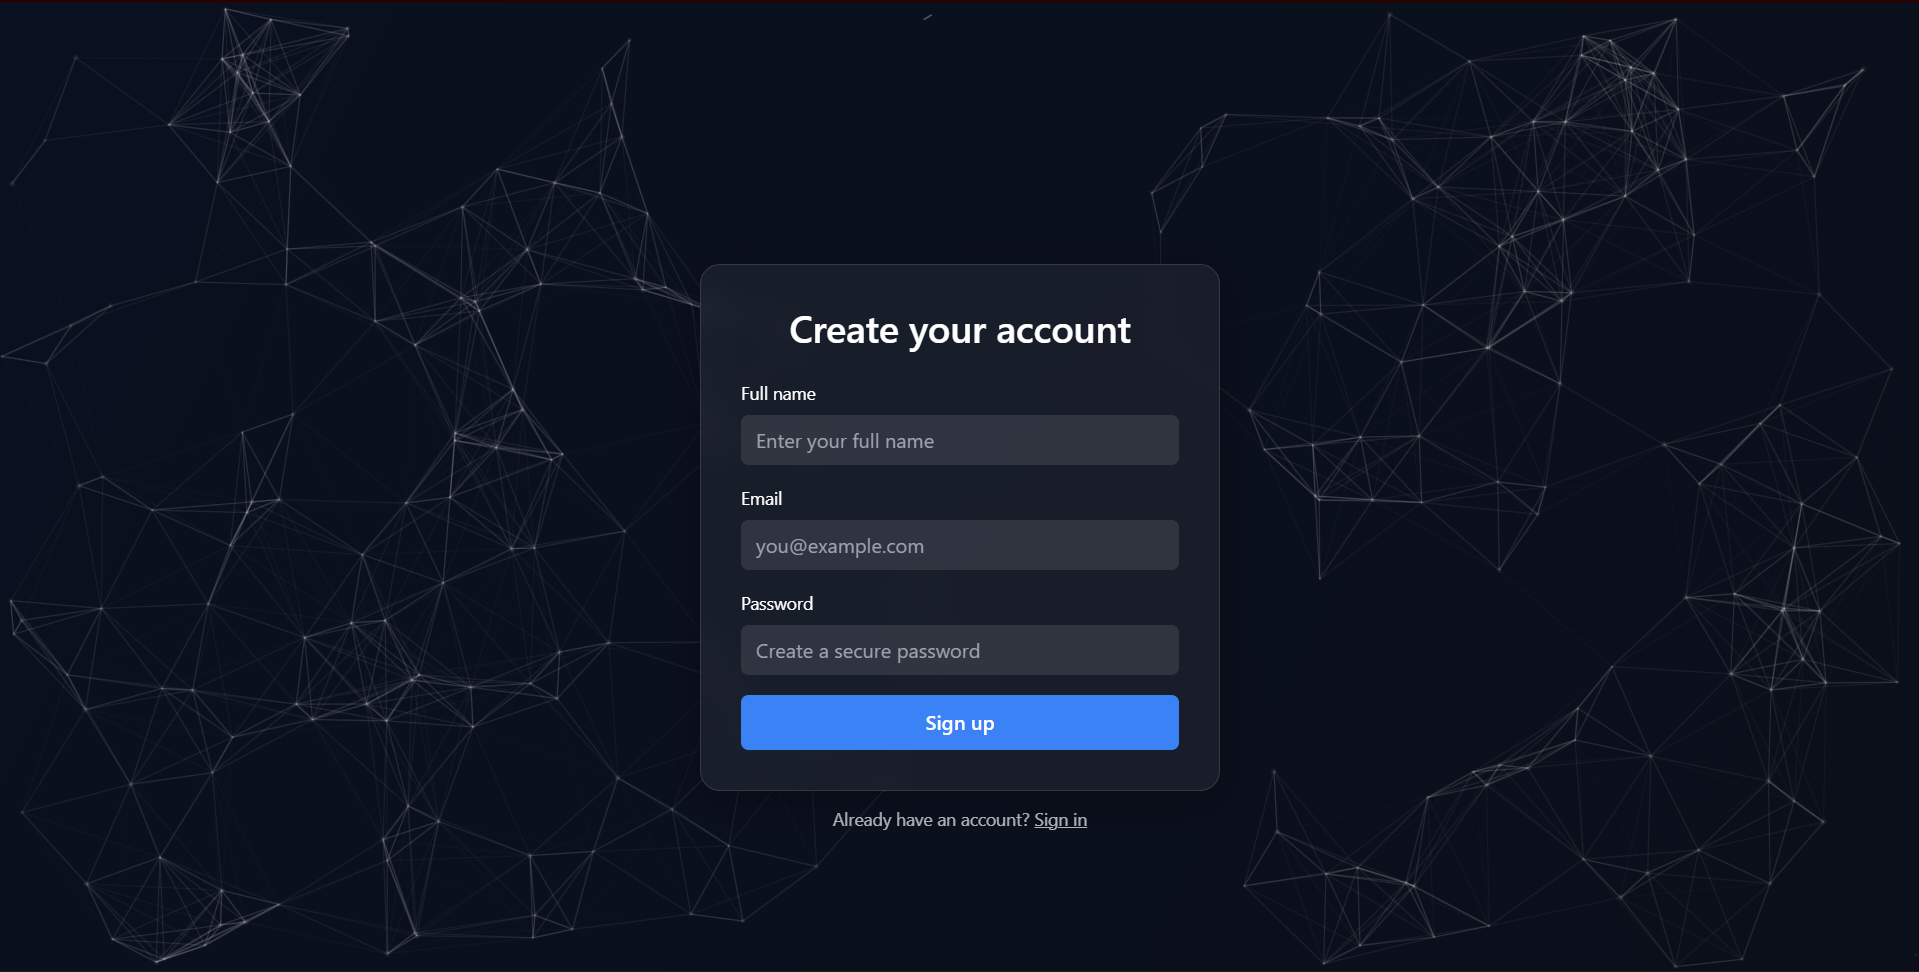 Create your account
Full name
Enter your full name
Email
you@example.com
Password
Create a secure password
Sign up
Already have an account? Sign in